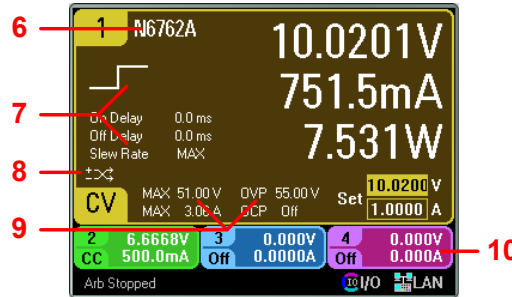 6
1 N6762A 10.0201V
751.5mA
7
On Delay 0.0 ms
Off Delay 0.0 ms 7.531W
Slew Rate MAX
8
CV MAX 51.00 V OVP 55.00 V Set 10.0200 V
9 MAX 3.06 A OCP Off 1.0000 A
2 6.6668V 3 0.000V 4 0.000V
CC 500.0mA Off 0.0000A Off 0.000A 10
Arb Stopped IO I/O LAN